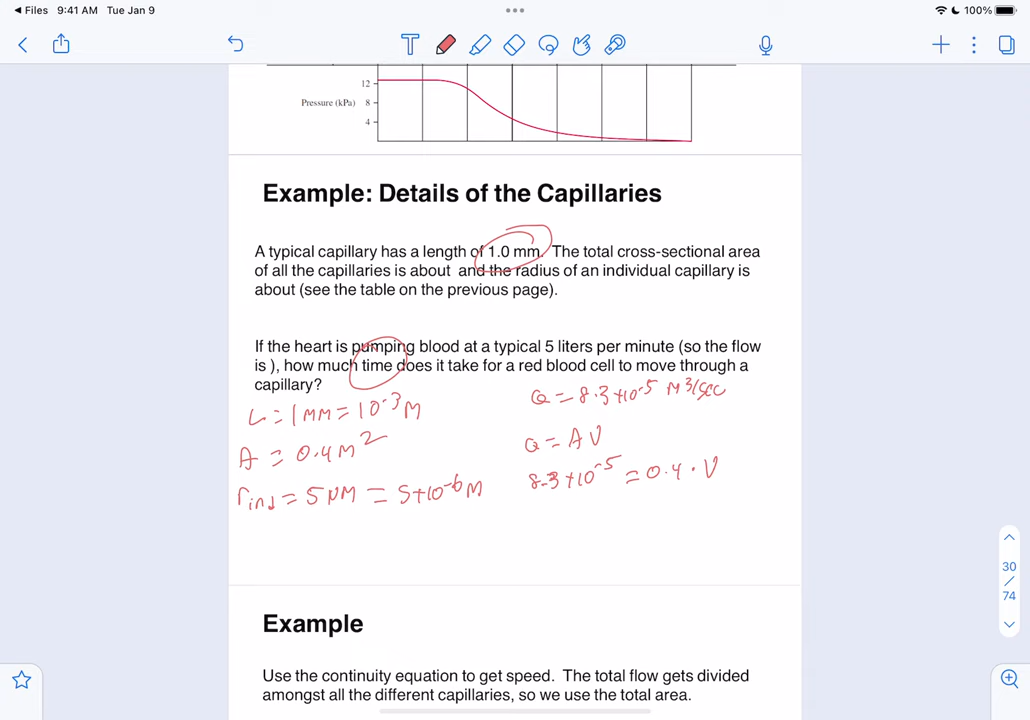 Files 9:41 AM Tue Jan 9 100%
12
Pressure (kPa) 8
4
Example: Details of the Capillaries
A typical capillary has a length of 1.0 mm. The total cross-sectional area
of all the capillaries is about and the radius of an individual capillary is
about (see the table on the previous page).
If the heart is pumping blood at a typical 5 liters per minute (so the flow
is ), how much time does it take for a red blood cell to move through a
capillary?
L = 1 MM = 10^-3 M
A = 0.4 M^2
r_ind = 5 μM = 5+10^-6 M
Q = 8.3+10^-5 M^3/sec
Q = A V
8.3+10^-5 = 0.4 · V
30
/
74
Example
Use the continuity equation to get speed. The total flow gets divided
amongst all the different capillaries, so we use the total area.